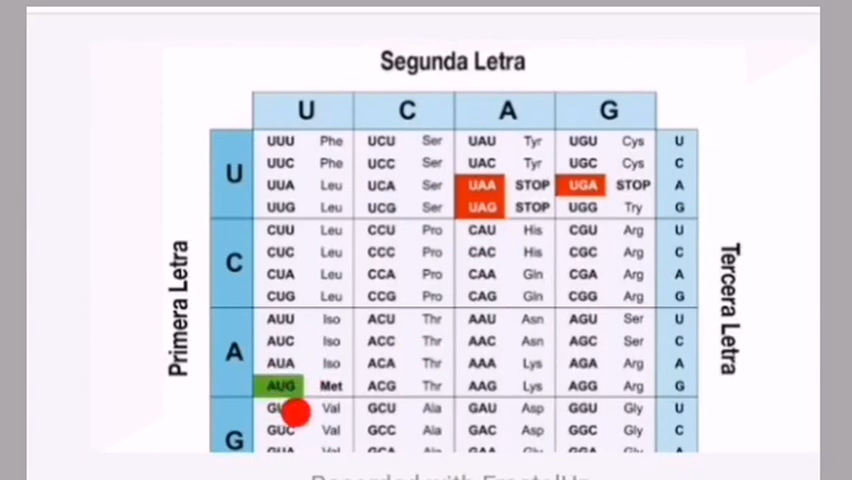 Segunda Letra
U C A G
UUU Phe UCU Ser UAU Tyr UGU Cys U
UUC Phe UCC Ser UAC Tyr UGC Cys C
U
UUA Leu UCA Ser UAA STOP UGA STOP A
UUG Leu UCG Ser UAG STOP UGG Try G
CUU Leu CCU Pro CAU His CGU Arg U
CUC Leu CCC Pro CAC His CGC Arg C
C
CUA Leu CCA Pro CAA Gln CGA Arg A
CUG Leu CCG Pro CAG Gln CGG Arg G
AUU Iso ACU Thr AAU Asn AGU Ser U
AUC Iso ACC Thr AAC Asn AGC Ser C
A
AUA Iso ACA Thr AAA Lys AGA Arg A
AUG Met ACG Thr AAG Lys AGG Arg G
Val GCU Ala GAU Asp GGU Gly U
GUC Val GCC Ala GAC Asp GGC Gly C
G
Primera Letra
Tercera Letra